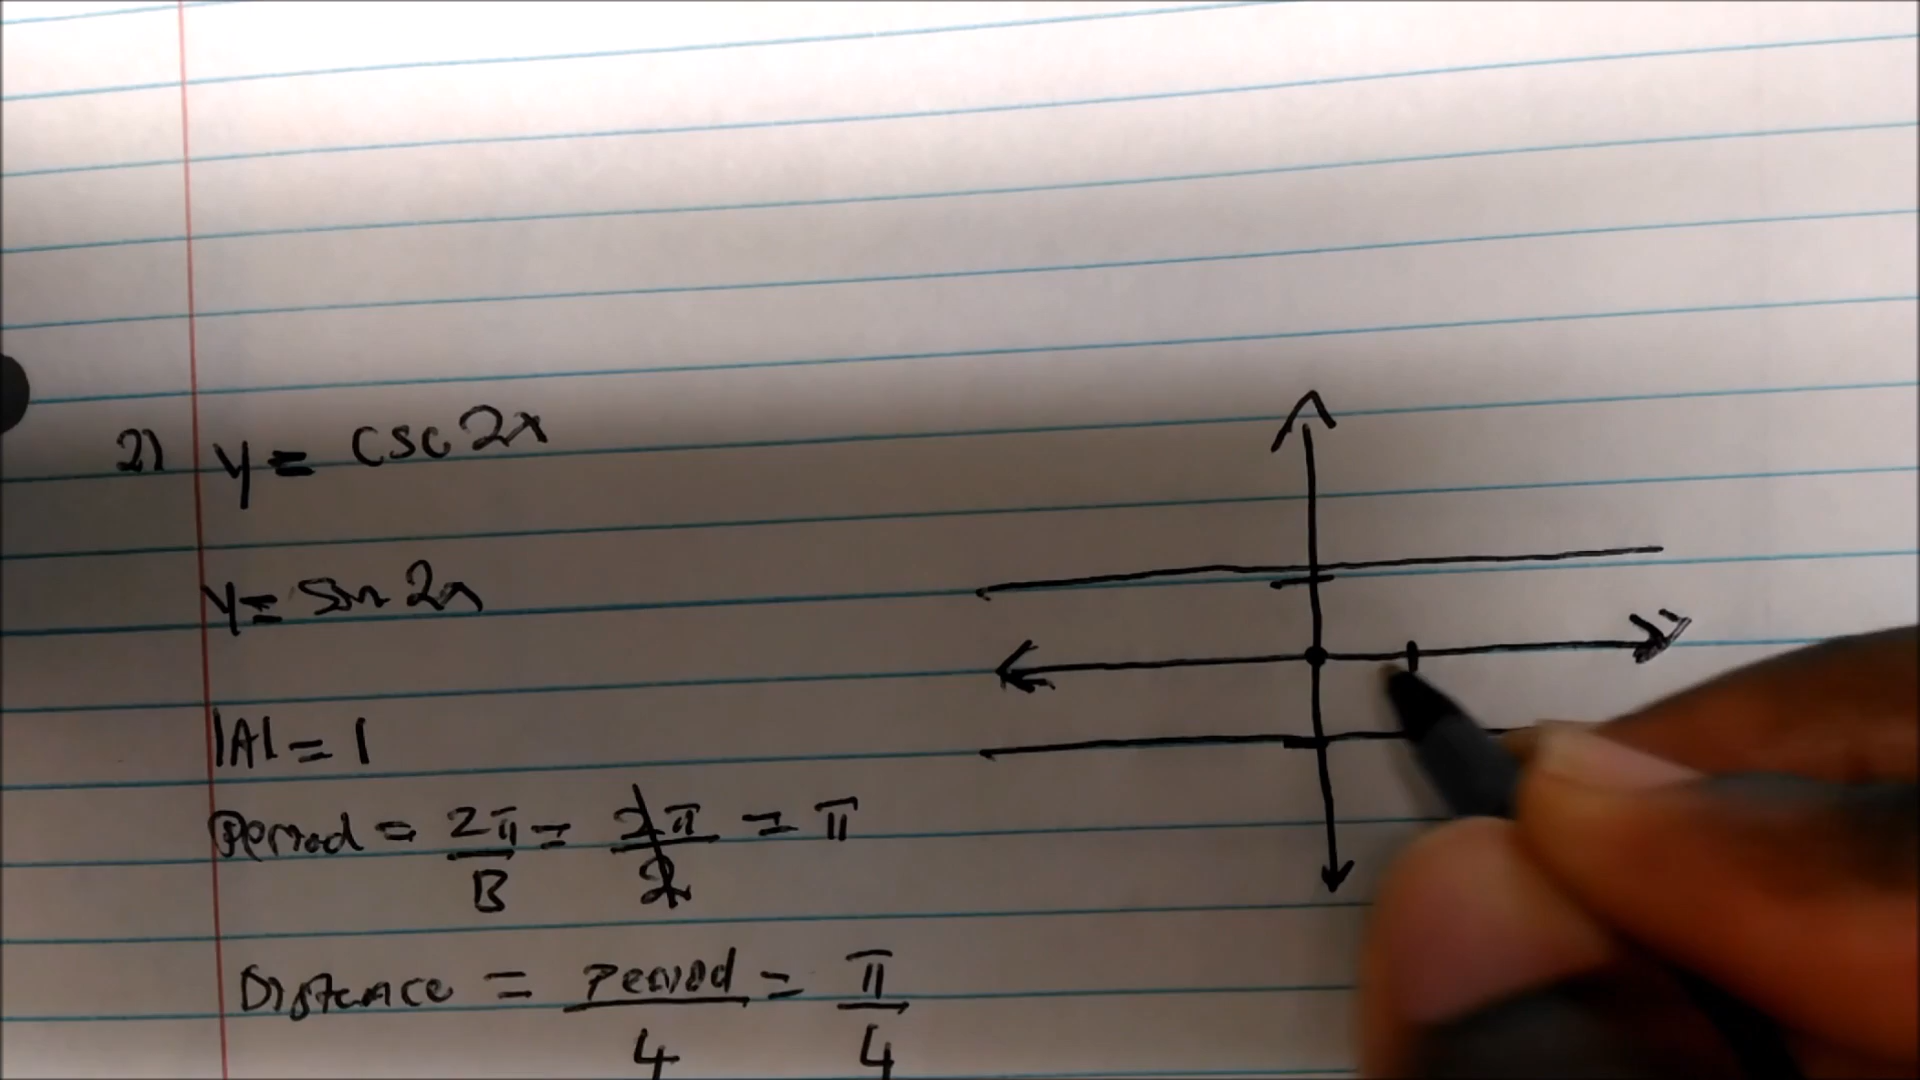 2) y = csc 2x
y = sin 2x
|A| = 1
Period = 2π/B = 2π/2 = π
Distance = Period/4 = π/4